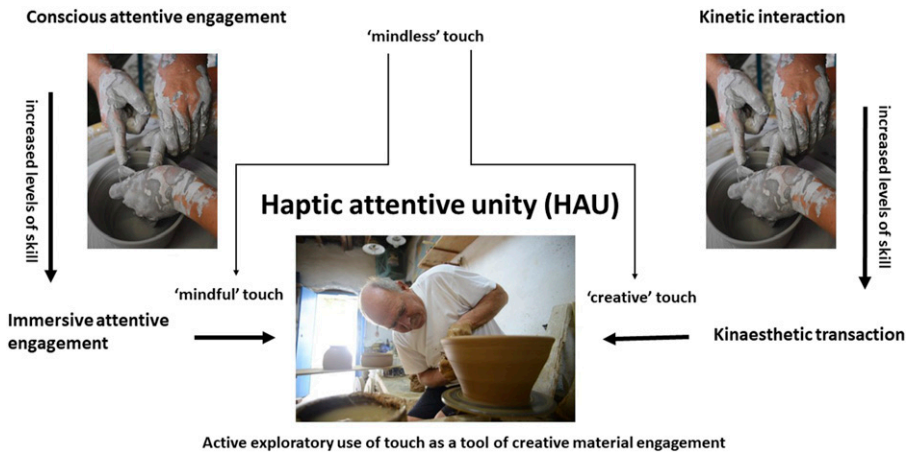 Conscious attentive engagement
Kinetic interaction
‘mindless’ touch
increased levels of skill
increased levels of skill
Haptic attentive unity (HAU)
‘mindful’ touch
‘creative’ touch
Immersive attentive
engagement
Kinaesthetic transaction
Active exploratory use of touch as a tool of creative material engagement